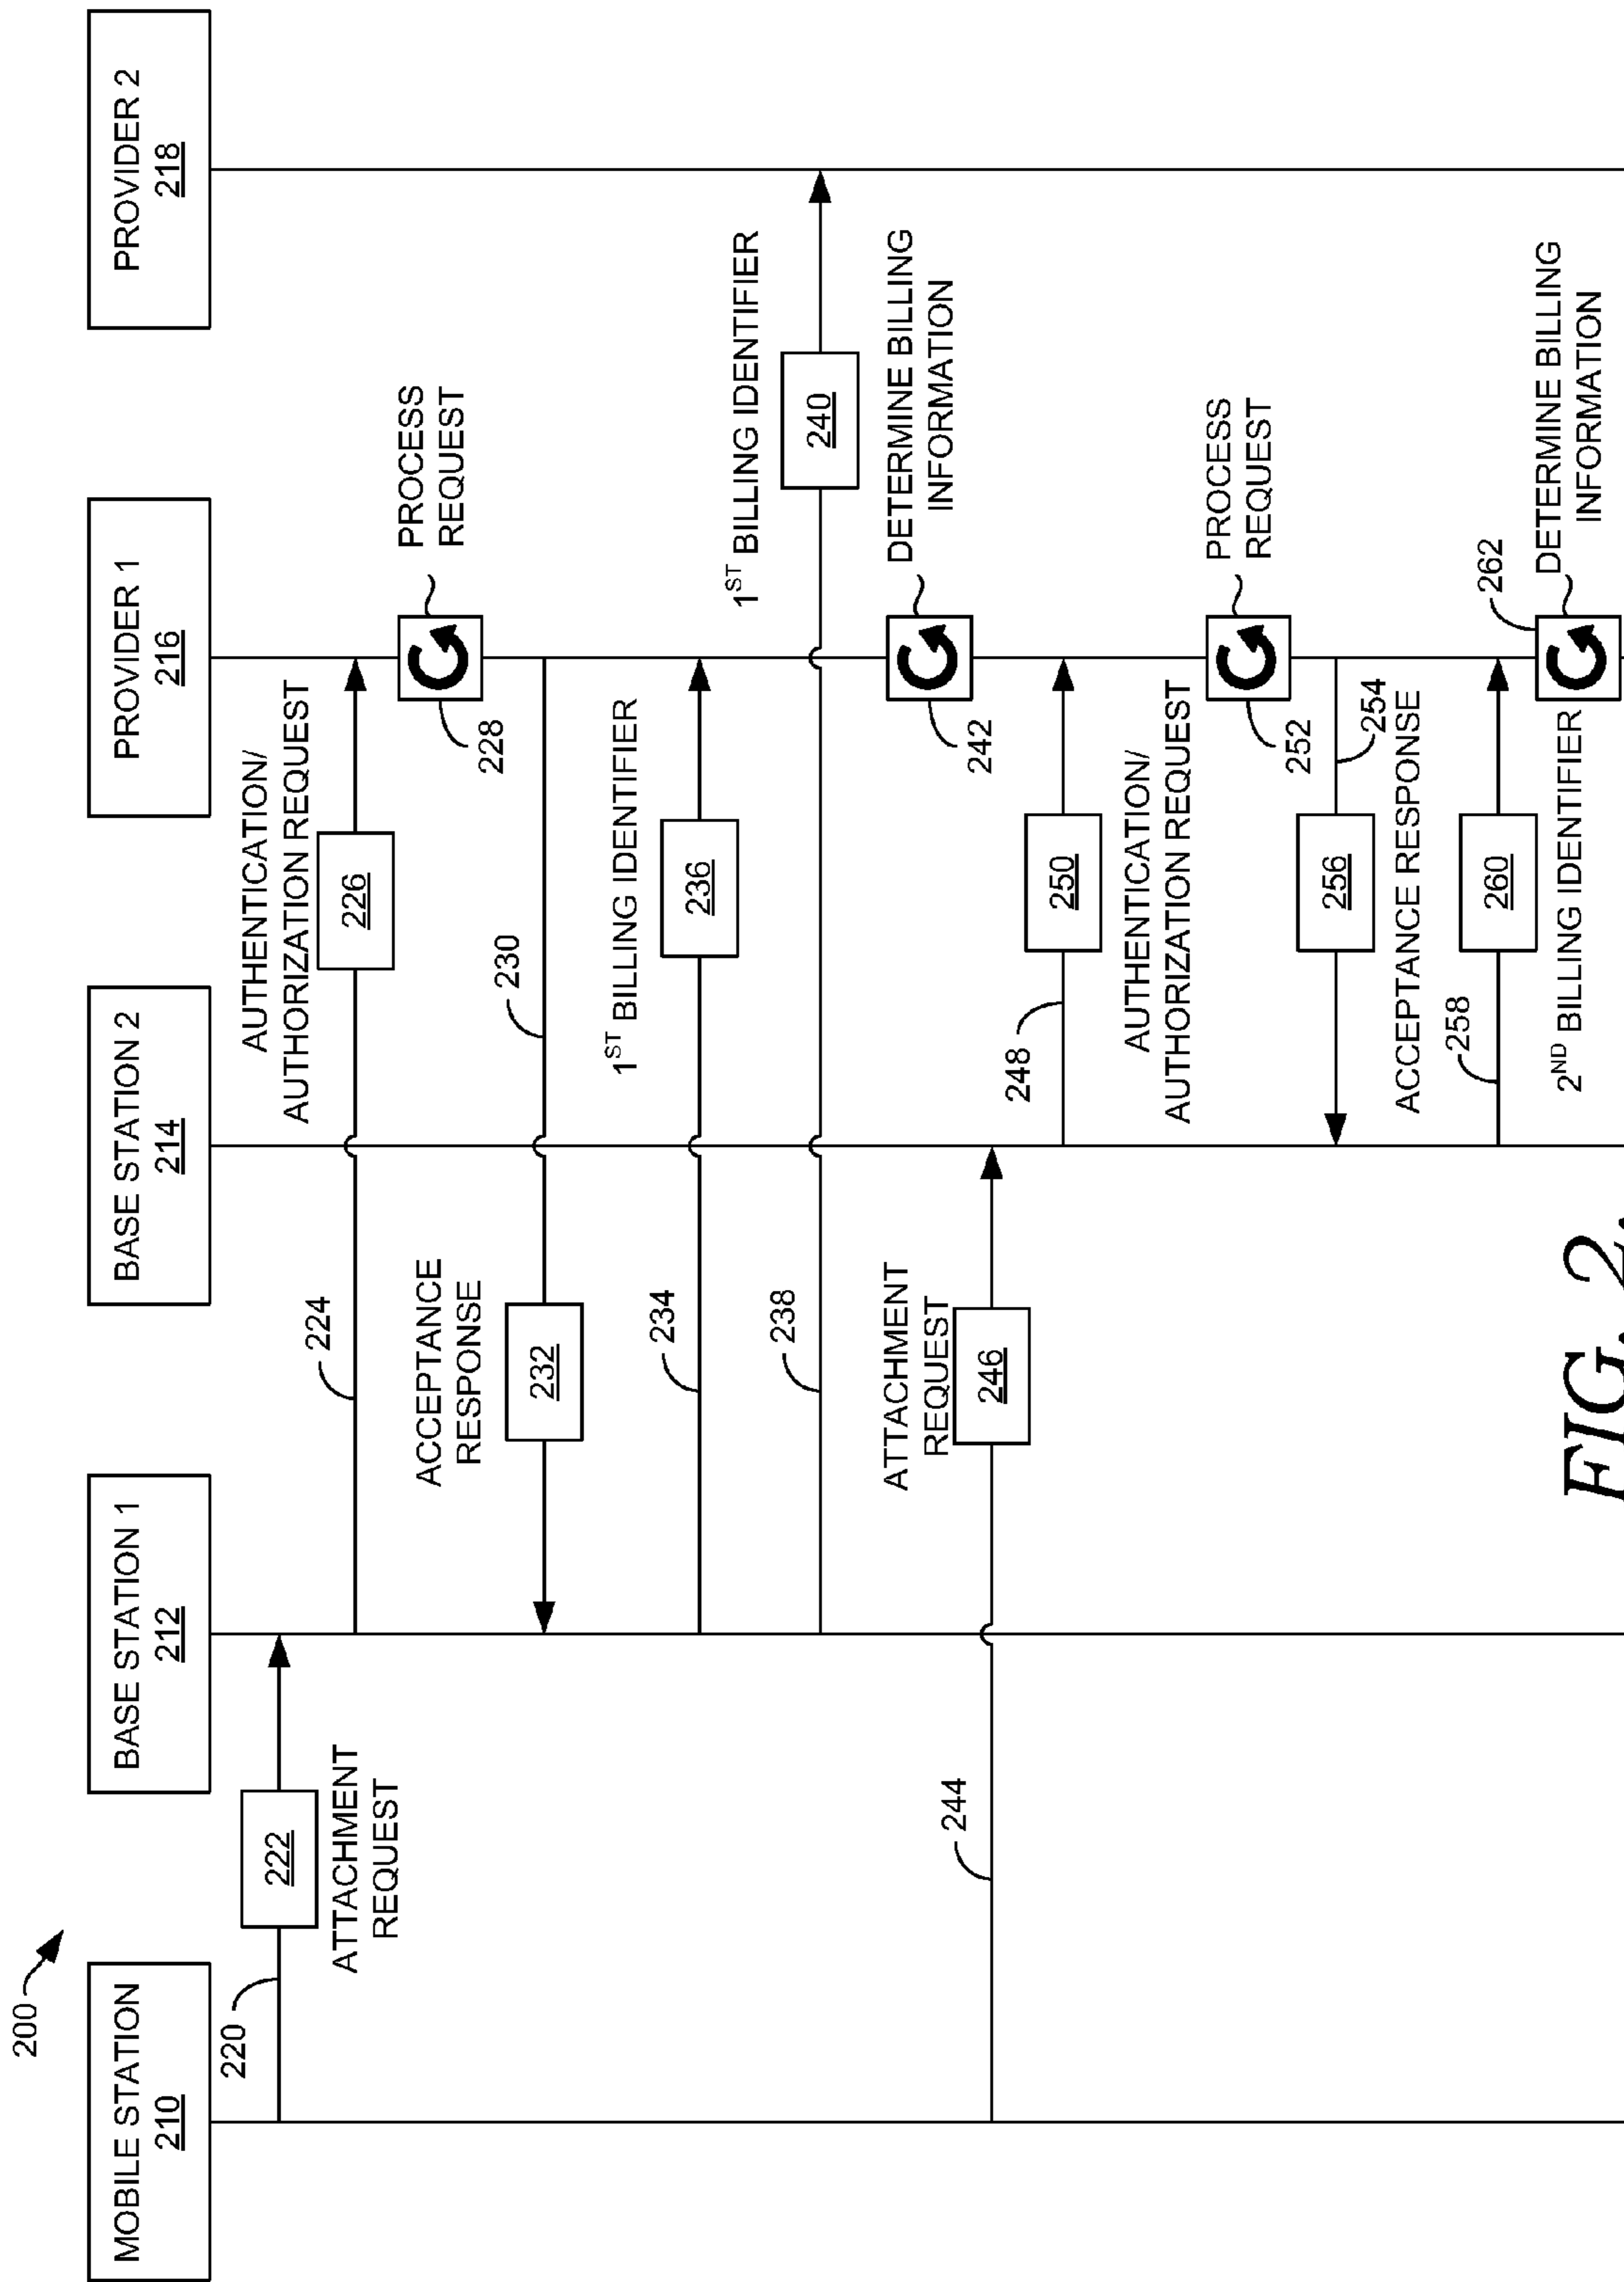 200
MOBILE STATION
210
BASE STATION 1
212
BASE STATION 2
214
PROVIDER 1
216
PROVIDER 2
218
220
222
ATTACHMENT
REQUEST
224
AUTHENTICATION/
AUTHORIZATION REQUEST
226
228
PROCESS
REQUEST
230
ACCEPTANCE
RESPONSE
232
234
1ST BILLING IDENTIFIER
236
238
1ST BILLING IDENTIFIER
240
242
DETERMINE BILLING
INFORMATION
244
ATTACHMENT
REQUEST
246
248
250
AUTHENTICATION/
AUTHORIZATION REQUEST
252
PROCESS
REQUEST
254
256
ACCEPTANCE RESPONSE
258
260
2ND BILLING IDENTIFIER
262
DETERMINE BILLING
INFORMATION
FIG. 2.